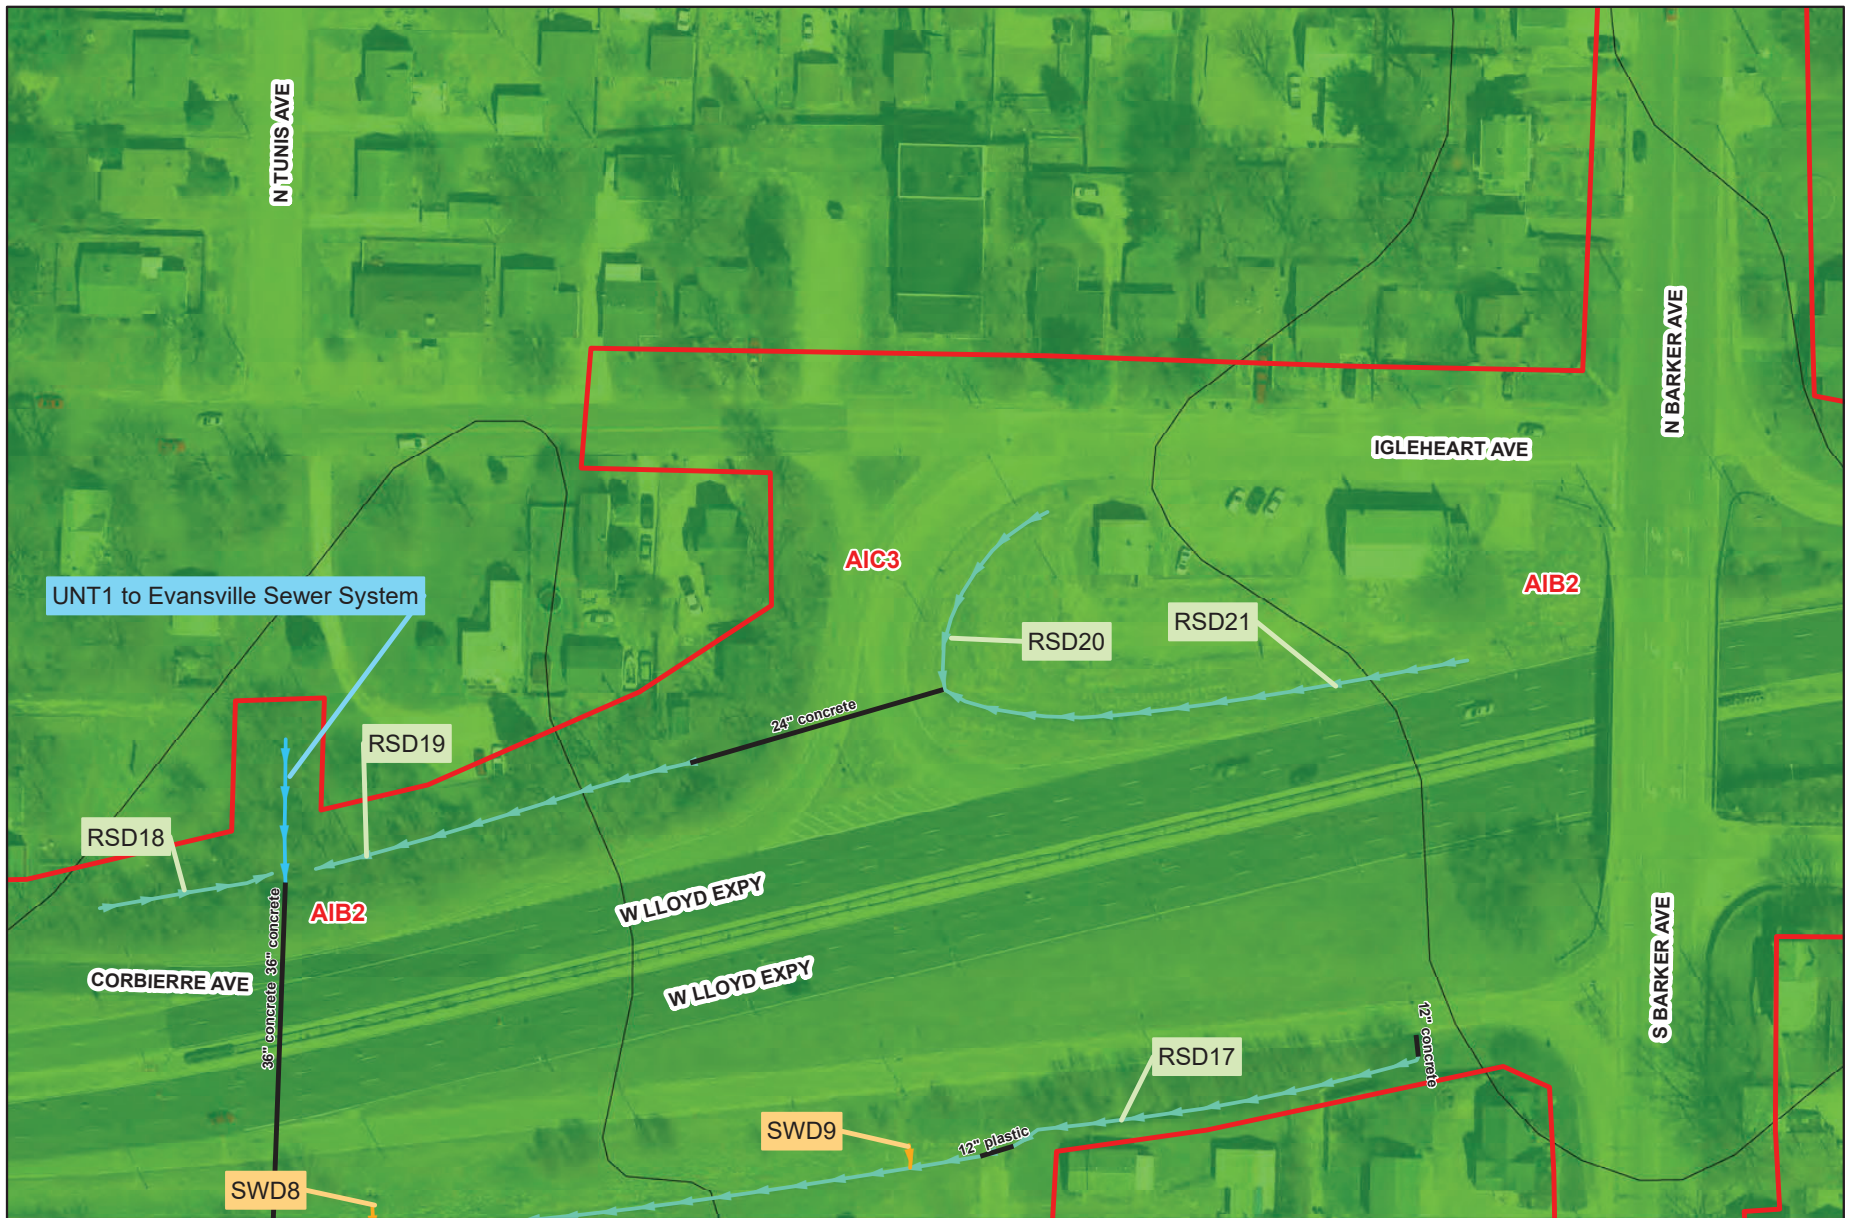 N TUNIS AVE
N BARKER AVE
IGLEHEART AVE
AIC3
AIB2
UNT1 to Evansville Sewer System
RSD20
RSD21
24" concrete
RSD19
RSD18
AIB2
W LLOYD EXPY
36" concrete 36" concrete
CORBIERRE AVE
W LLOYD EXPY
S BARKER AVE
12" concrete
RSD17
SWD9
12" plastic
SWD8